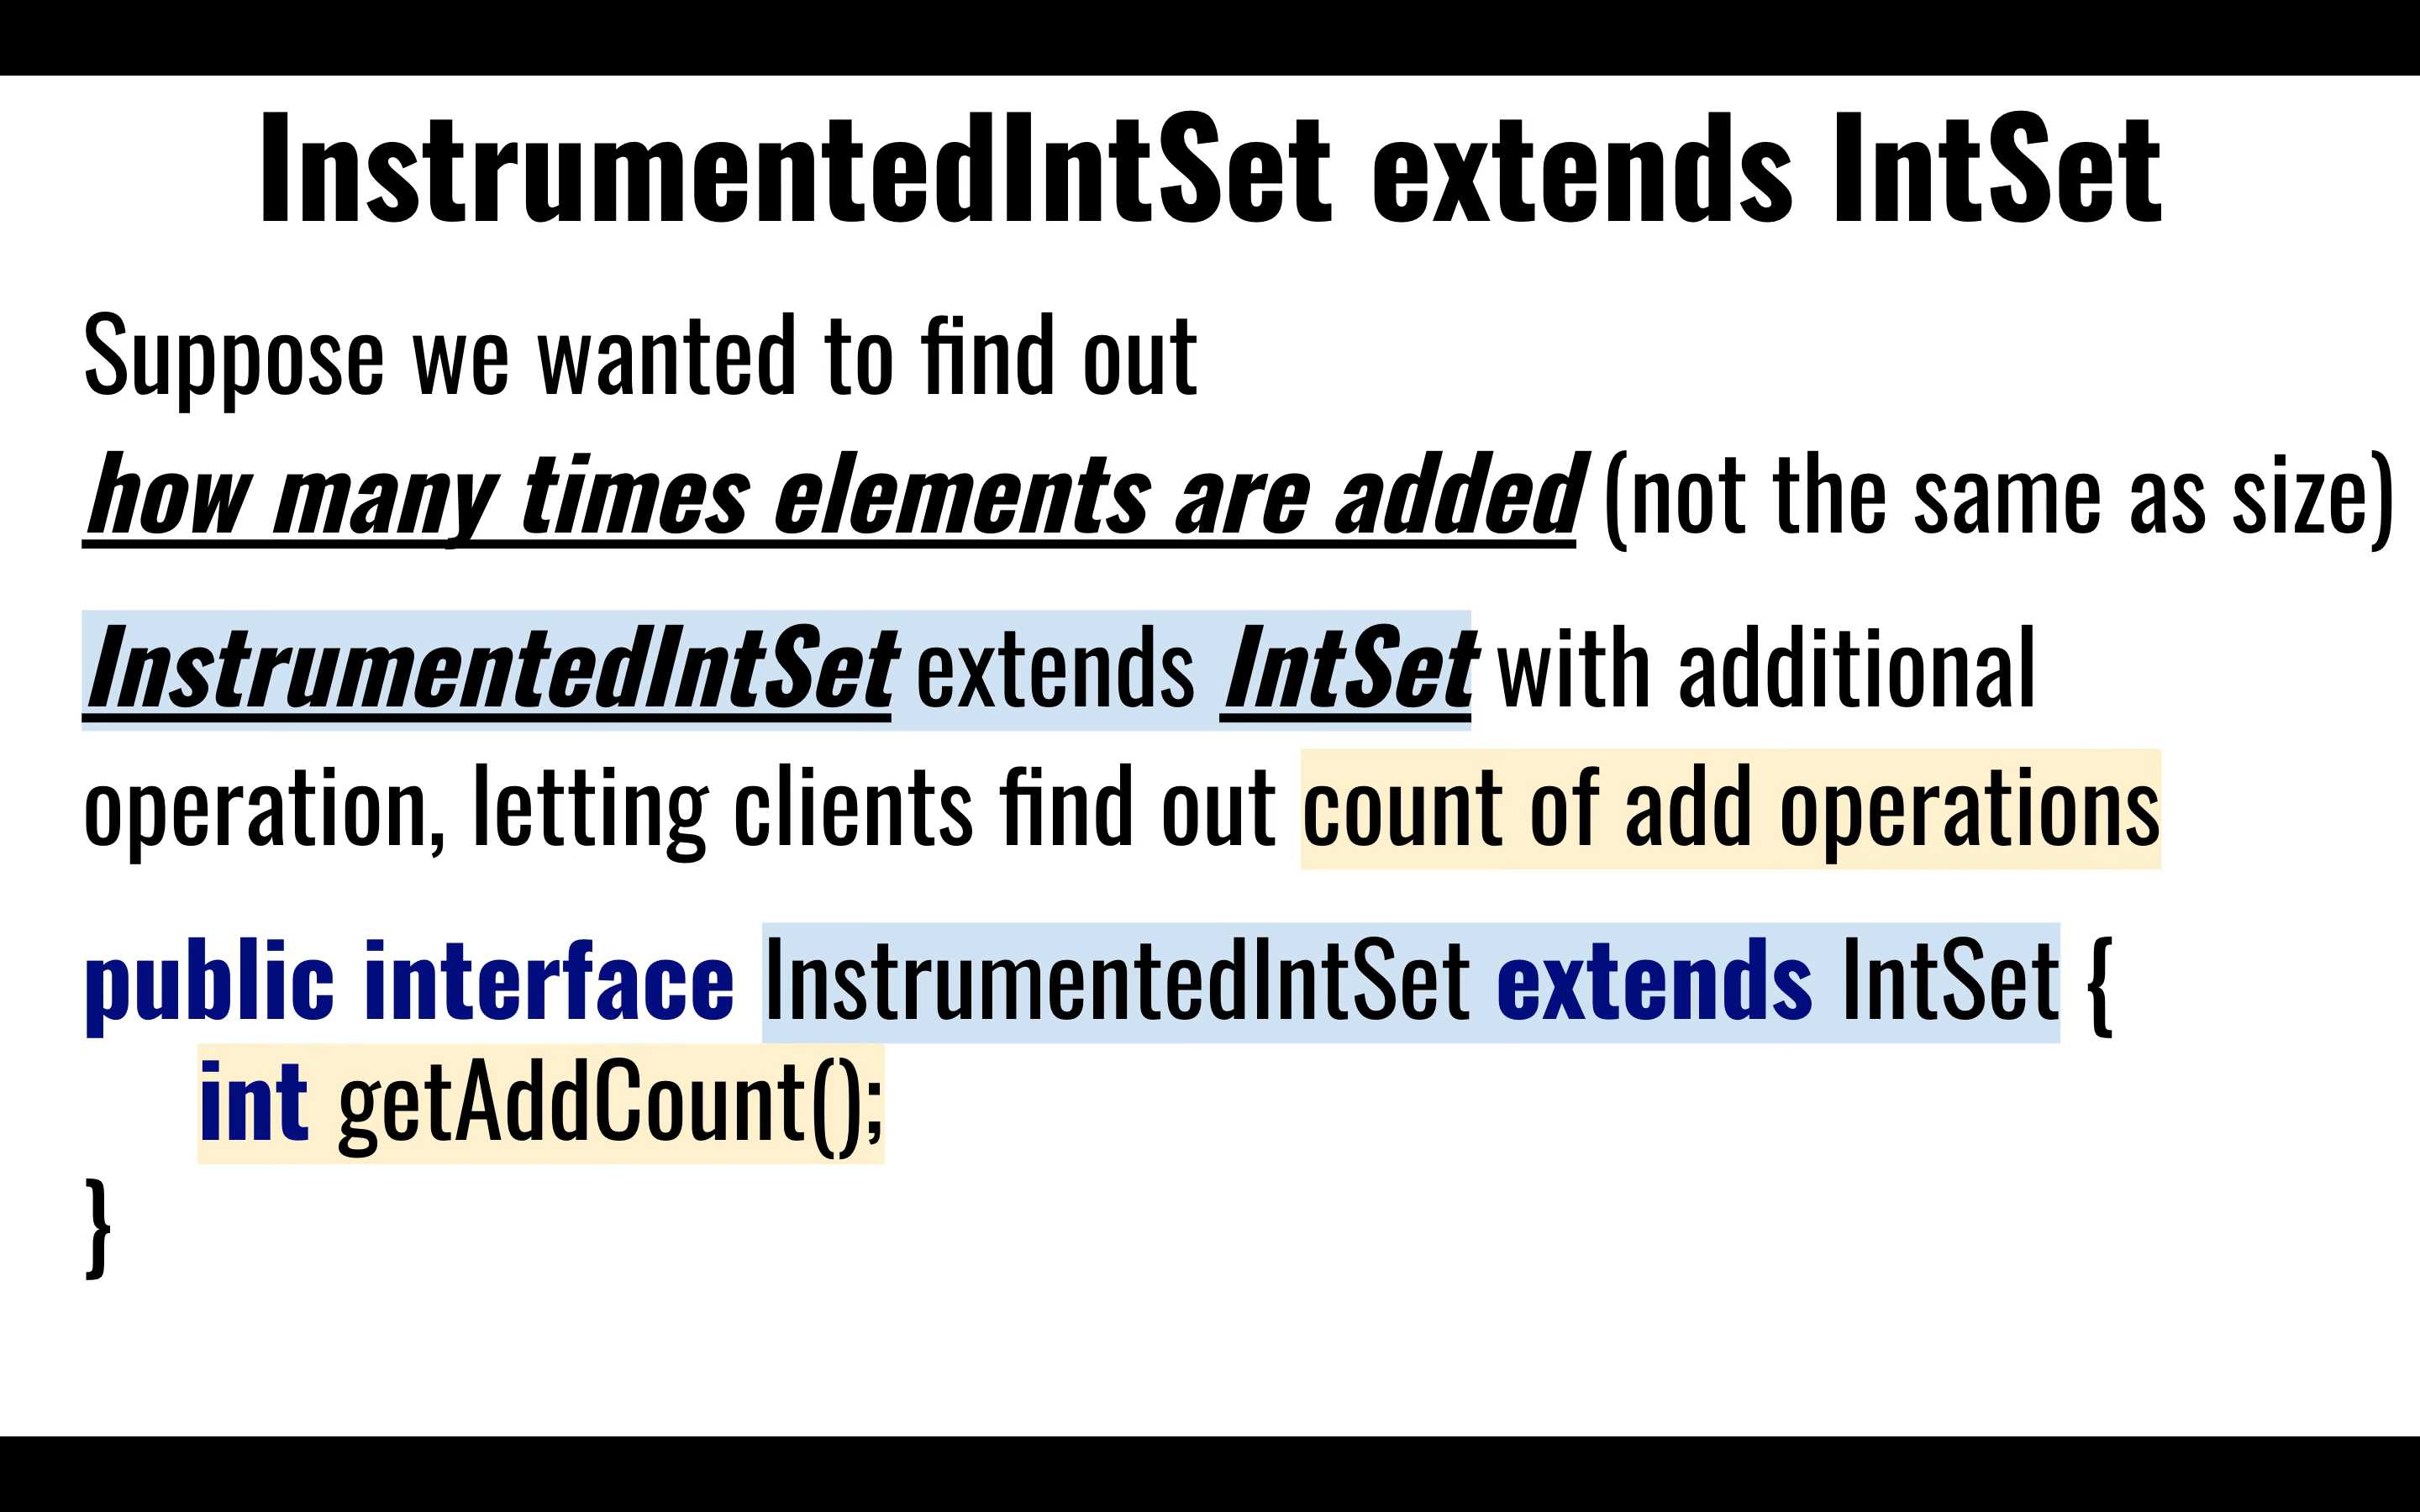 InstrumentedIntSet extends IntSet
Suppose we wanted to find out
how many times elements are added (not the same as size)
InstrumentedIntSet extends IntSet with additional
operation, letting clients find out count of add operations
public interface InstrumentedIntSet extends IntSet {
int getAddCount();
}